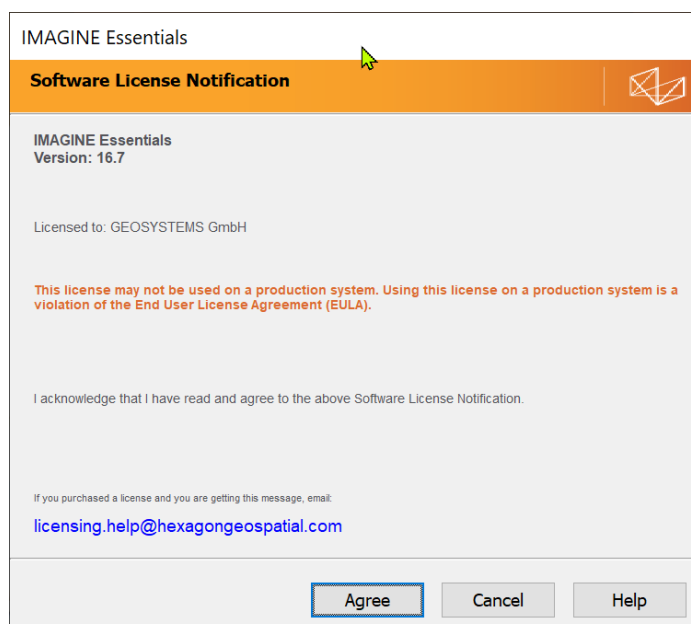 IMAGINE Essentials
Software License Notification
IMAGINE Essentials
Version: 16.7
Licensed to: GEOSYSTEMS GmbH
This license may not be used on a production system. Using this license on a production system is a
violation of the End User License Agreement (EULA).
I acknowledge that I have read and agree to the above Software License Notification.
If you purchased a license and you are getting this message, email:
licensing.help@hexagongeospatial.com
Agree Cancel Help